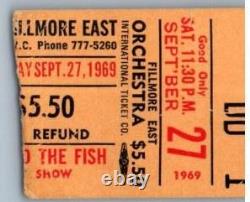 FILLMORE EAST
N.Y.C. Phone 777-5260
AY SEPT. 27, 1969
$5.50
REFUND
O THE FISH
SHOW
FILLMORE EAST
INTERNATIONAL TICKET CO.
ORCHESTRA $5.50
Good Only
SAT. 11:30 P.M.
SEPT'BER
27
1969